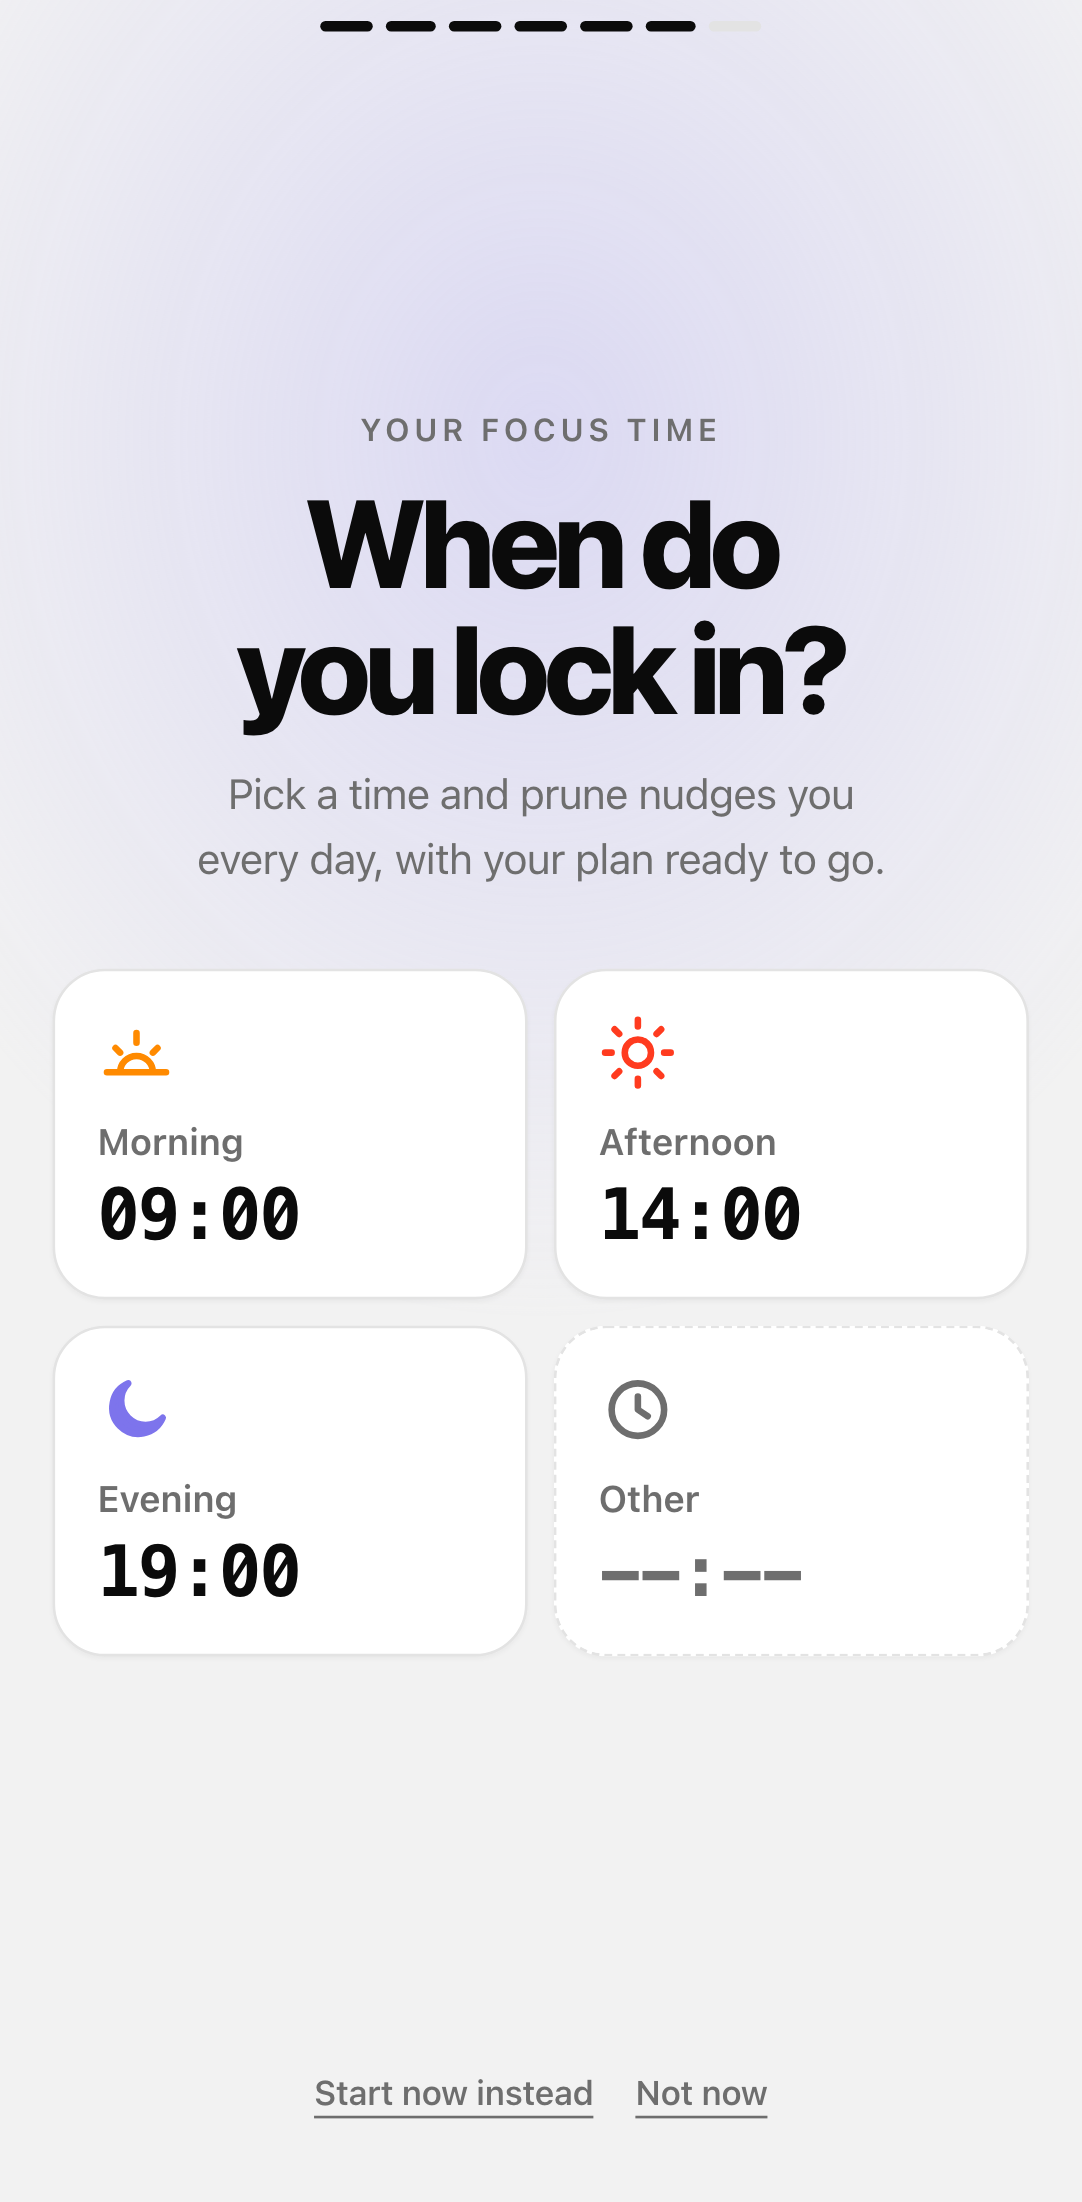 YOUR FOCUS TIME
When do
you lock in?
Pick a time and prune nudges you
every day, with your plan ready to go.
Morning
09:00
Afternoon
14:00
Evening
19:00
Other
––:––
Start now instead
Not now